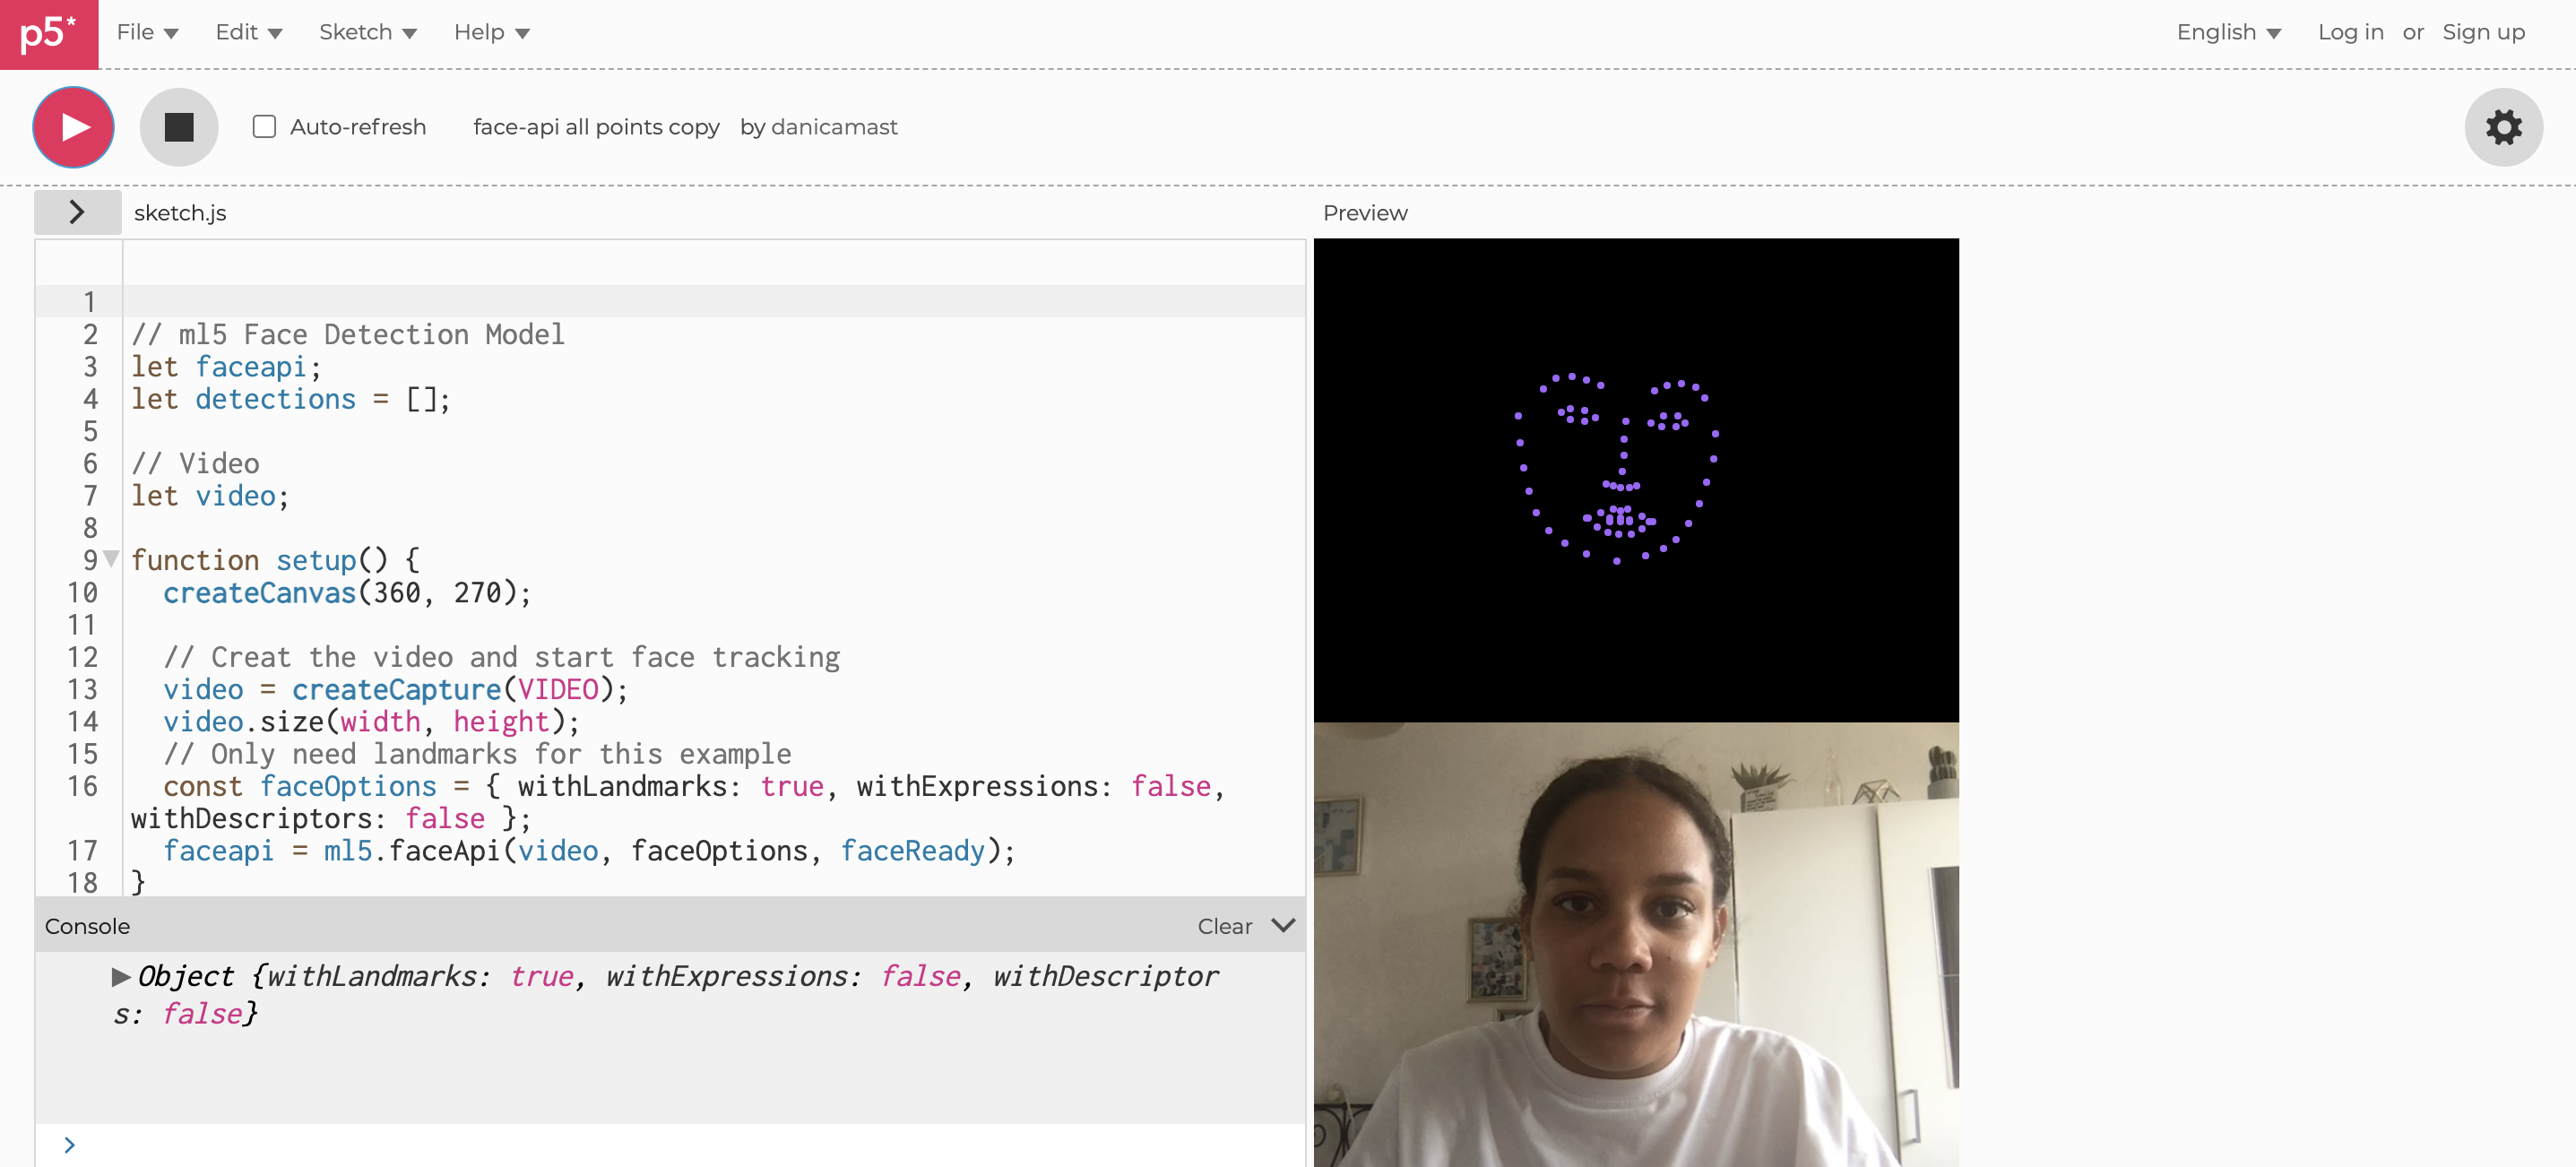 p5*
File Edit Sketch Help English Log in or Sign up
Auto-refresh face-api all points copy by danicamast
sketch.js
Preview
1
2 // ml5 Face Detection Model
3 let faceapi;
4 let detections = [];
5
6 // Video
7 let video;
8
9 function setup() {
10 createCanvas(360, 270);
11
12 // Creat the video and start face tracking
13 video = createCapture(VIDEO);
14 video.size(width, height);
15 // Only need landmarks for this example
16 const faceOptions = { withLandmarks: true, withExpressions: false,
withDescriptors: false };
17 faceapi = ml5.faceApi(video, faceOptions, faceReady);
18 }
Console Clear
Object {withLandmarks: true, withExpressions: false, withDescriptor
s: false}